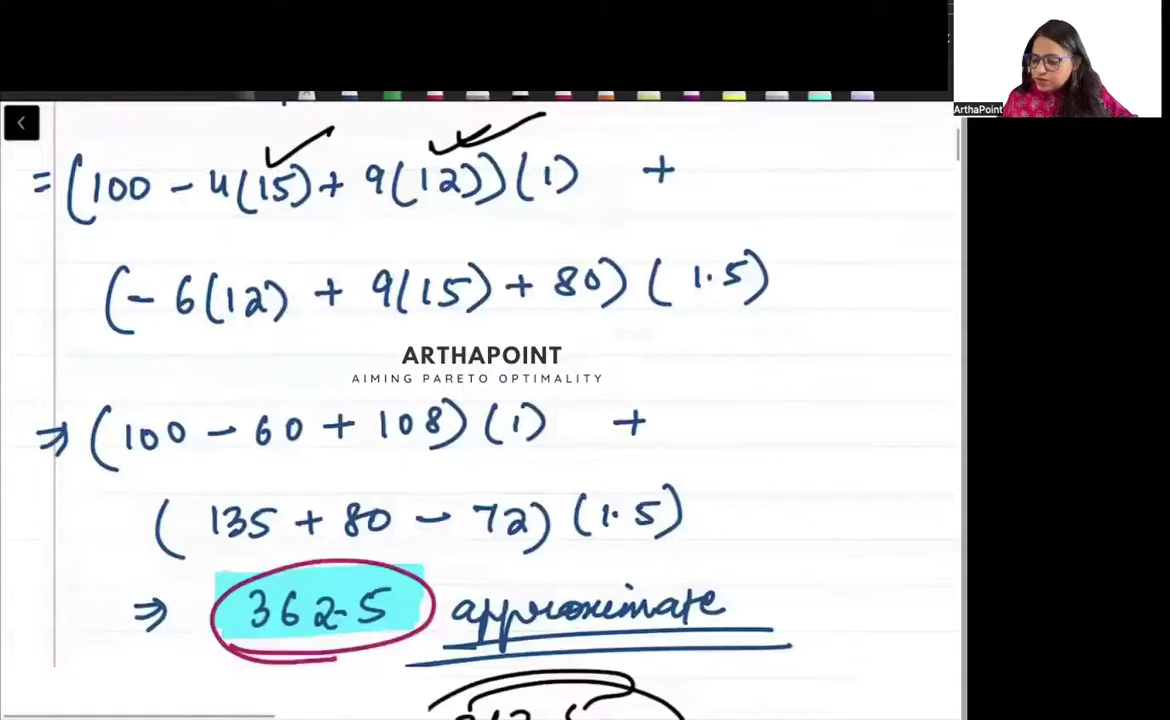 ArthaPoint
= (100 - 4(15) + 9(12))(1) +
(- 6(12) + 9(15) + 80) (1.5)
ARTHAPOINT
AIMING PARETO OPTIMALITY
⇒ (100 - 60 + 108)(1) +
(135 + 80 - 72)(1.5)
⇒ 362.5 approximate